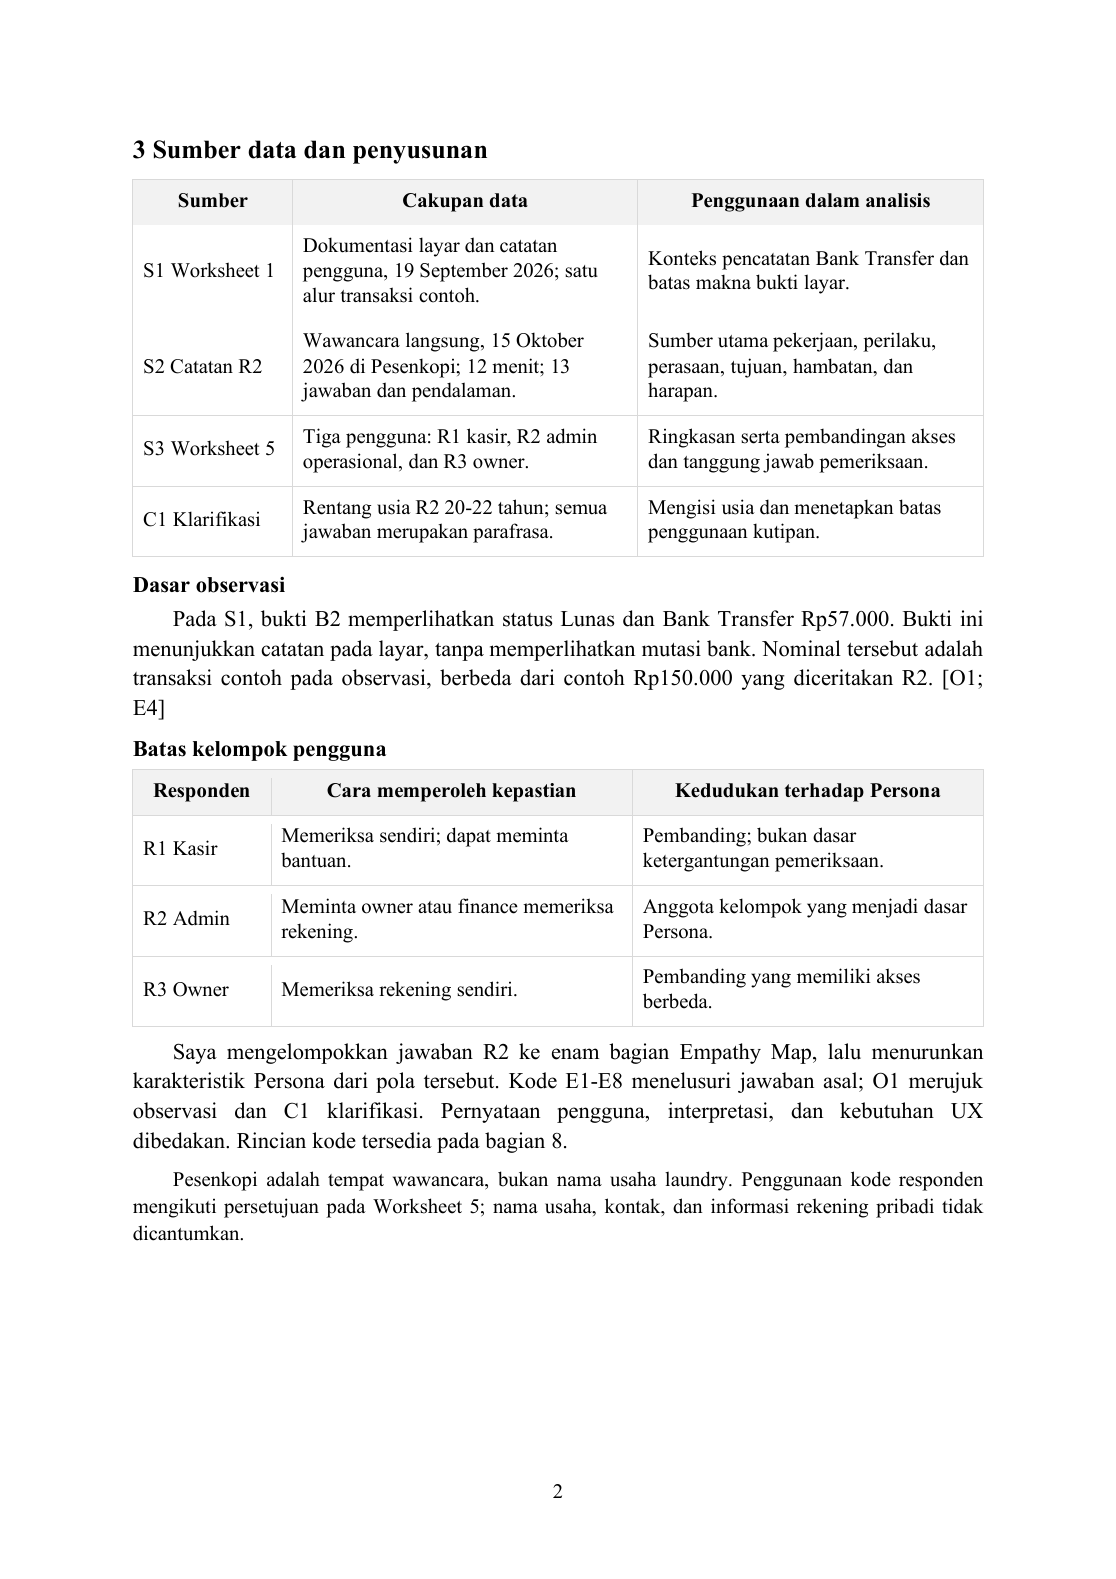 3 Sumber data dan penyusunan
Sumber Cakupan data Penggunaan dalam analisis
S1 Worksheet 1
Dokumentasi layar dan catatan
pengguna, 19 September 2026; satu
alur transaksi contoh.
Konteks pencatatan Bank Transfer dan
batas makna bukti layar.
S2 Catatan R2
Wawancara langsung, 15 Oktober
2026 di Pesenkopi; 12 menit; 13
jawaban dan pendalaman.
Sumber utama pekerjaan, perilaku,
perasaan, tujuan, hambatan, dan
harapan.
S3 Worksheet 5
Tiga pengguna: R1 kasir, R2 admin
operasional, dan R3 owner.
Ringkasan serta pembandingan akses
dan tanggung jawab pemeriksaan.
C1 Klarifikasi
Rentang usia R2 20-22 tahun; semua
jawaban merupakan parafrasa.
Mengisi usia dan menetapkan batas
penggunaan kutipan.
Dasar observasi
Pada S1, bukti B2 memperlihatkan status Lunas dan Bank Transfer Rp57.000. Bukti ini
menunjukkan catatan pada layar, tanpa memperlihatkan mutasi bank. Nominal tersebut adalah
transaksi contoh pada observasi, berbeda dari contoh Rp150.000 yang diceritakan R2. [O1;
E4]
Batas kelompok pengguna
Responden Cara memperoleh kepastian Kedudukan terhadap Persona
R1 Kasir
Memeriksa sendiri; dapat meminta
bantuan.
Pembanding; bukan dasar
ketergantungan pemeriksaan.
R2 Admin
Meminta owner atau finance memeriksa
rekening.
Anggota kelompok yang menjadi dasar
Persona.
R3 Owner
Memeriksa rekening sendiri.
Pembanding yang memiliki akses
berbeda.
Saya mengelompokkan jawaban R2 ke enam bagian Empathy Map, lalu menurunkan
karakteristik Persona dari pola tersebut. Kode E1-E8 menelusuri jawaban asal; O1 merujuk
observasi dan C1 klarifikasi. Pernyataan pengguna, interpretasi, dan kebutuhan UX
dibedakan. Rincian kode tersedia pada bagian 8.
Pesenkopi adalah tempat wawancara, bukan nama usaha laundry. Penggunaan kode responden
mengikuti persetujuan pada Worksheet 5; nama usaha, kontak, dan informasi rekening pribadi tidak
dicantumkan.
2